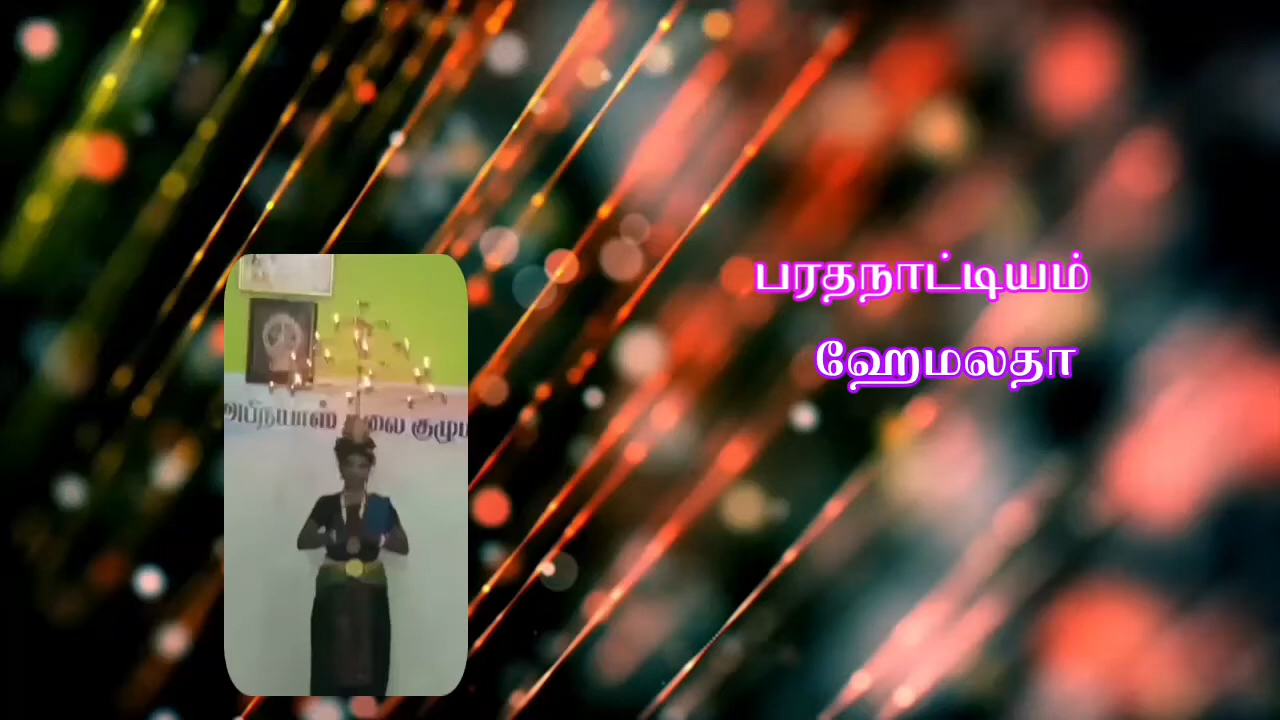 பரதநாட்டியம்
ஹேமலதா
குழும